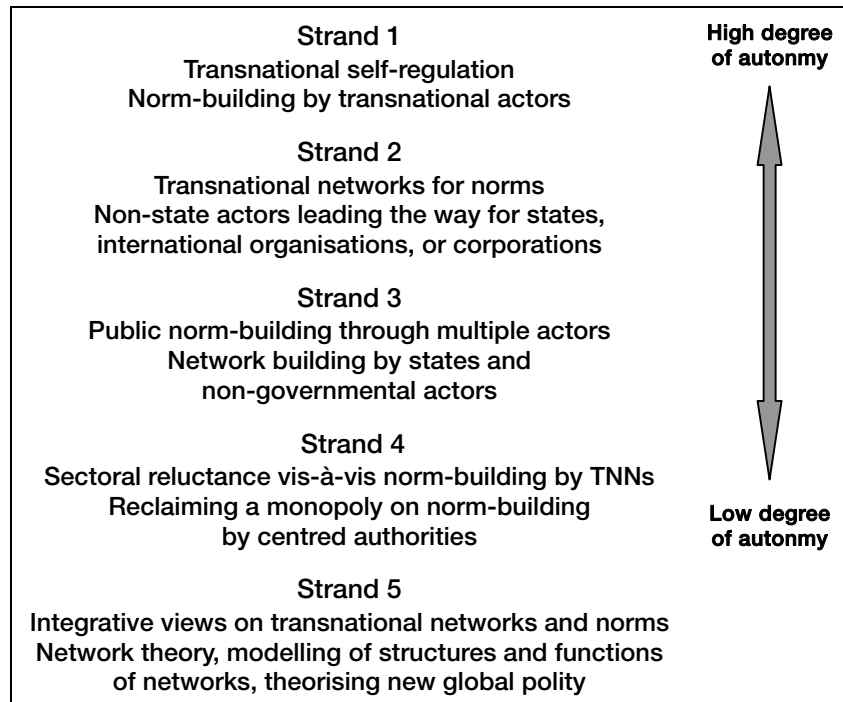 Strand 1
Transnational self-regulation
Norm-building by transnational actors
High degree
of autonmy
Strand 2
Transnational networks for norms
Non-state actors leading the way for states,
international organisations, or corporations
Strand 3
Public norm-building through multiple actors
Network building by states and
non-governmental actors
Strand 4
Sectoral reluctance vis-à-vis norm-building by TNNs
Reclaiming a monopoly on norm-building
by centred authorities
Low degree
of autonmy
Strand 5
Integrative views on transnational networks and norms
Network theory, modelling of structures and functions
of networks, theorising new global polity